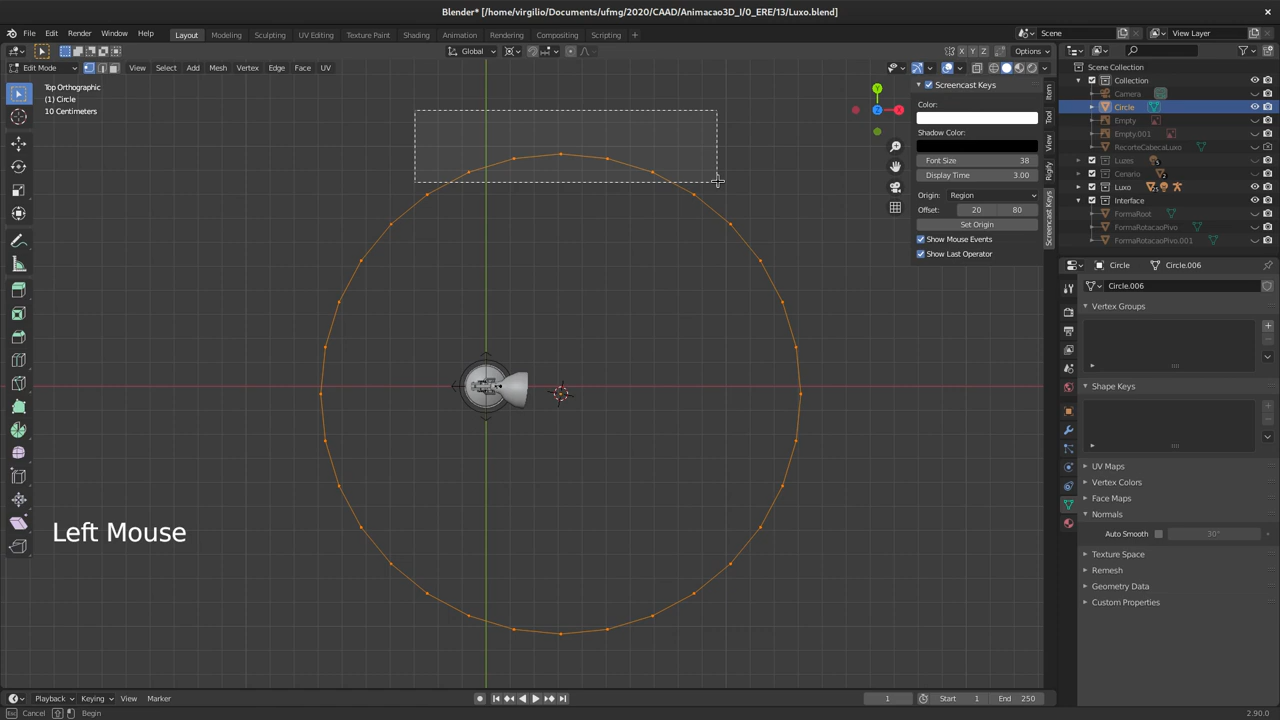 Blender* [/home/virgilio/Documents/ufmg/2020/CAAD/Animacao3D_I/0_ERE/13/Luxo.blend]
File Edit Render Window Help Layout Modeling Sculpting UV Editing Texture Paint Shading Animation Rendering Compositing Scripting + Scene View Layer
Global X Y Z Options
Edit Mode View Select Add Mesh Vertex Edge Face UV
Top Orthographic
(1) Circle
10 Centimeters
Screencast Keys
Color:
Shadow Color:
Font Size 38
Display Time 3.00
Origin: Region
Offset: 20 80
Set Origin
Show Mouse Events
Show Last Operator
Item
Tool
View
Rigify
Screencast Keys
Y
X
Z
Scene Collection
Collection
Camera
Circle
Empty
Empty.001
RecorteCabecaLuxo
Luzes
Cenario
Luxo
Interface
FormaRoot
FormaRotacaoPivo
FormaRotacaoPivo.001
Circle Circle.006
Circle.006
Vertex Groups
Shape Keys
UV Maps
Vertex Colors
Face Maps
Normals
Auto Smooth 30°
Texture Space
Remesh
Geometry Data
Custom Properties
Left Mouse
Playback Keying View Marker 1 Start 1 End 250
Cancel Begin 2.90.0